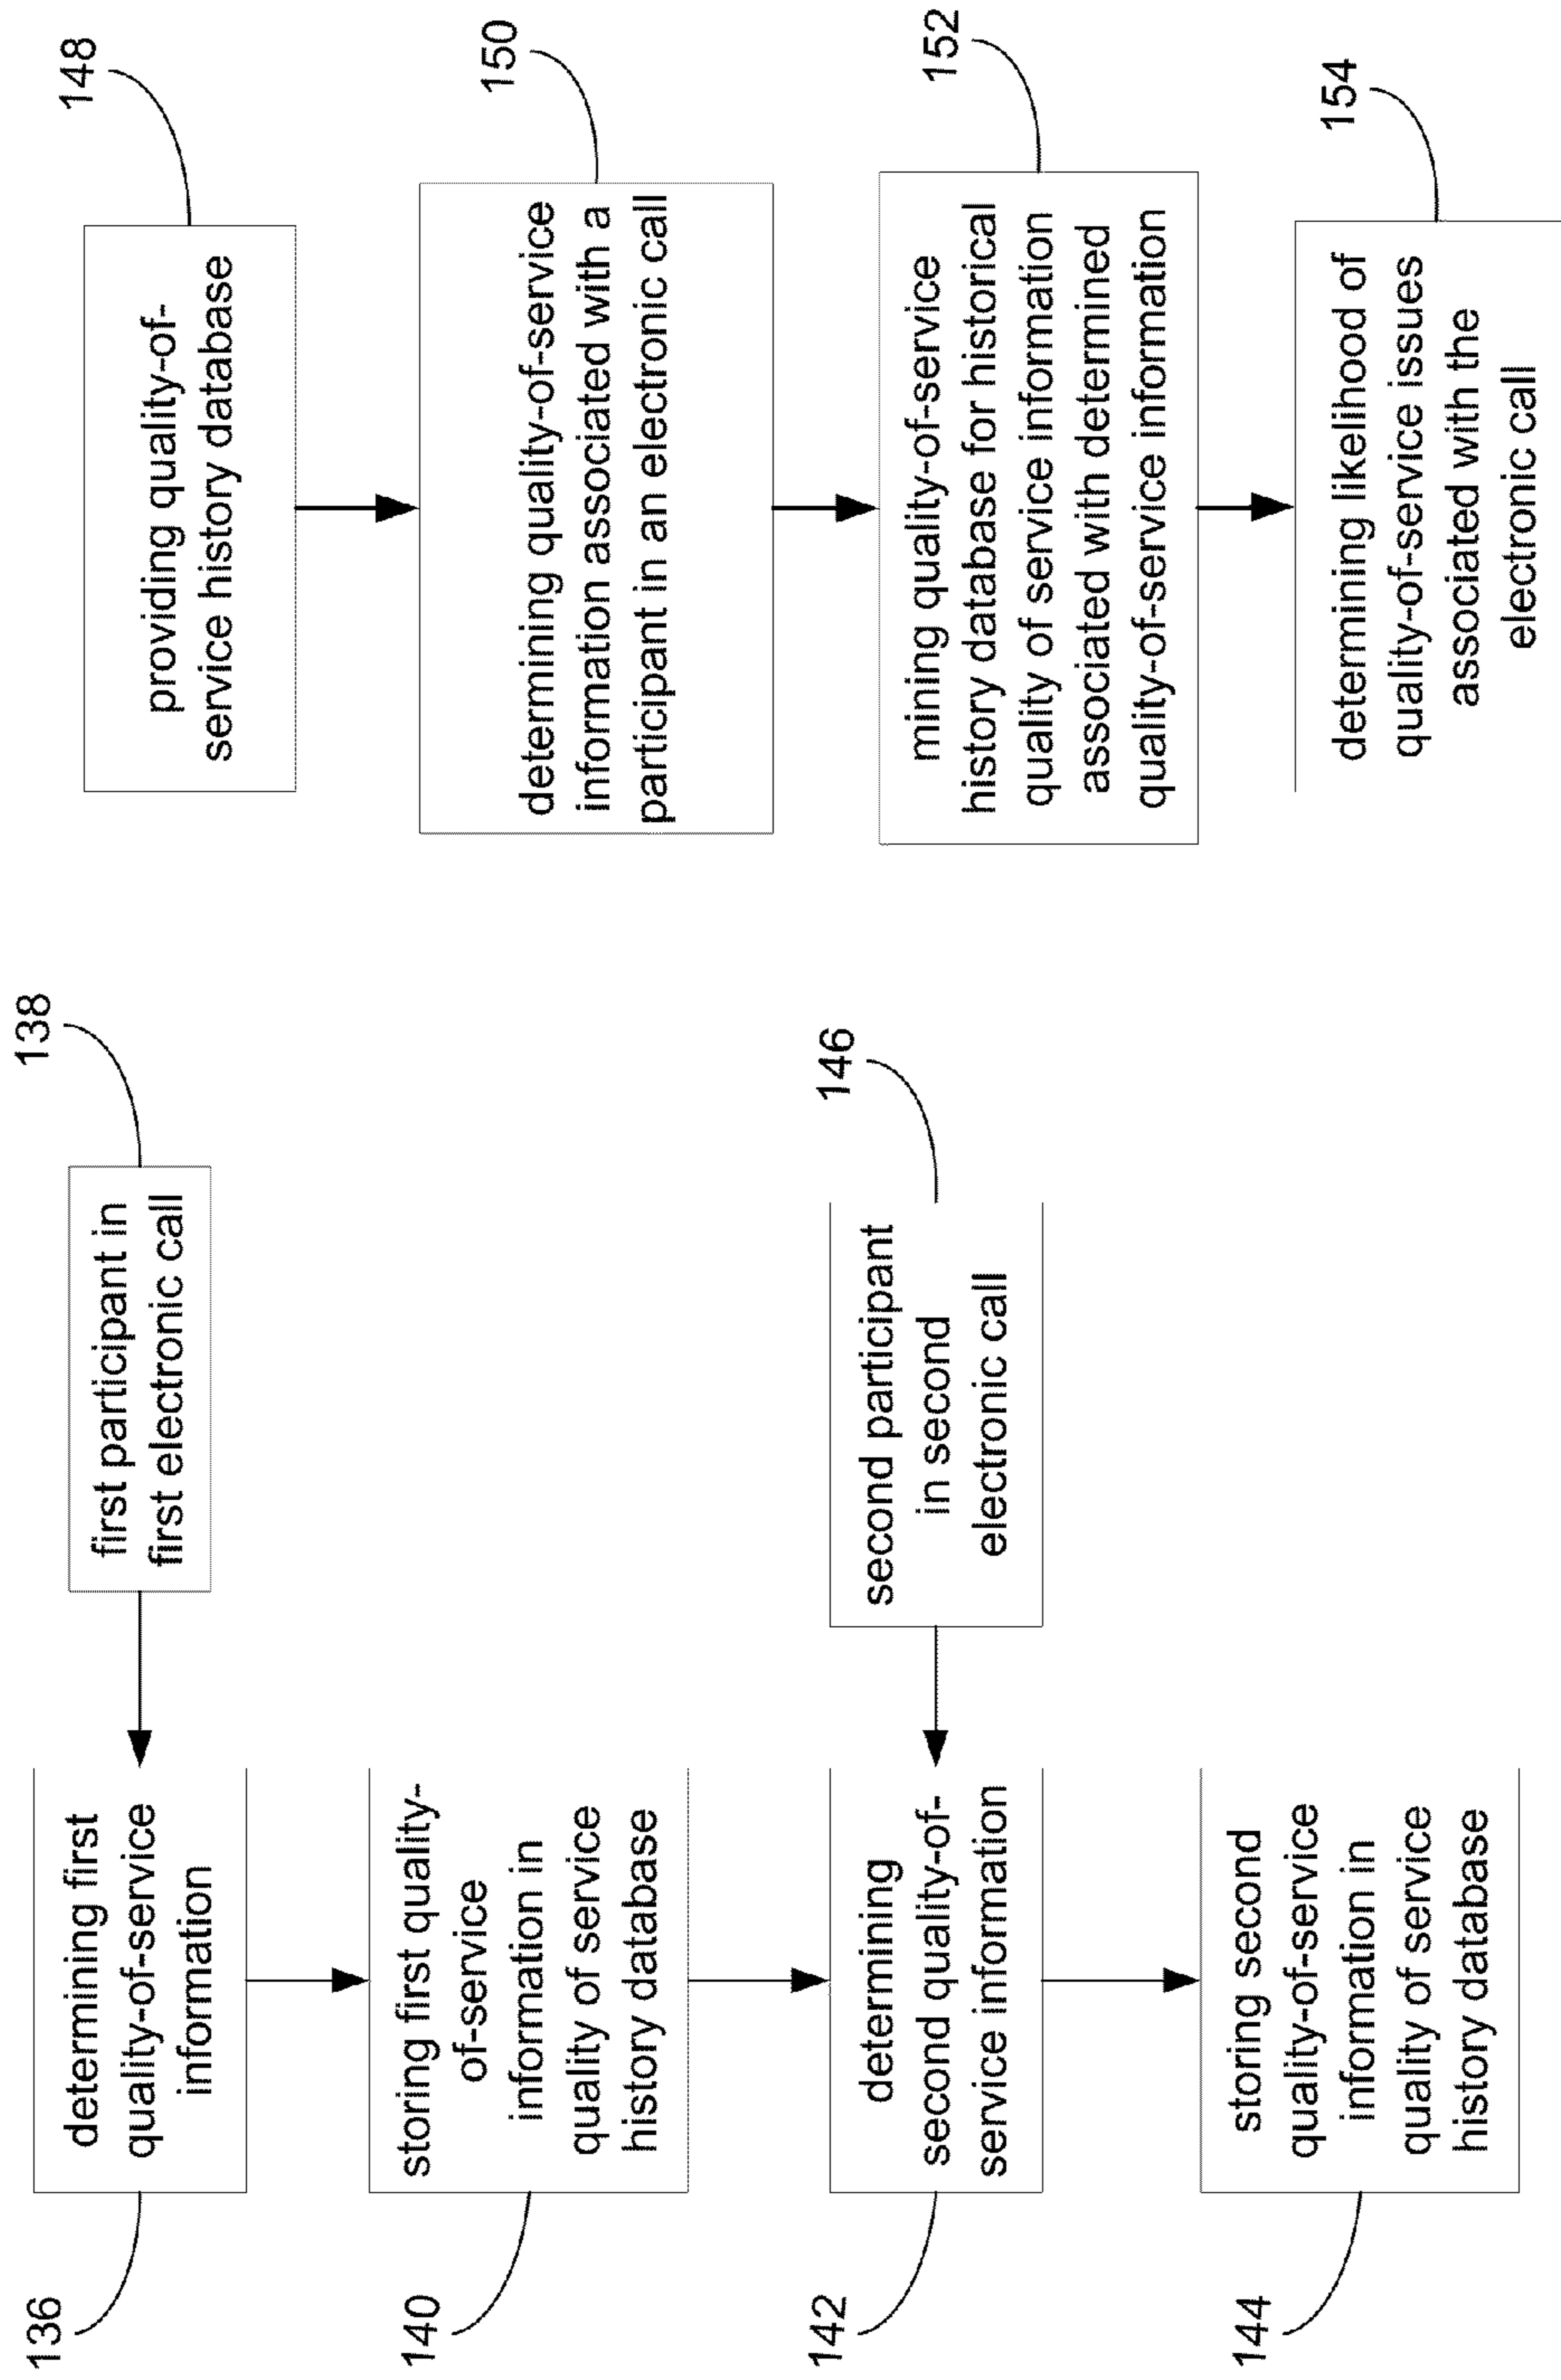 136
determining first
quality-of-service
information
138
first participant in
first electronic call
140
storing first quality-
of-service
information in
quality of service
history database
142
determining
second quality-of-
service information
146
second participant
in second
electronic call
144
storing second
quality-of-service
information in
quality of service
history database
148
providing quality-of-
service history database
150
determining quality-of-service
information associated with a
participant in an electronic call
152
mining quality-of-service
history database for historical
quality of service information
associated with determined
quality-of-service information
154
determining likelihood of
quality-of-service issues
associated with the
electronic call